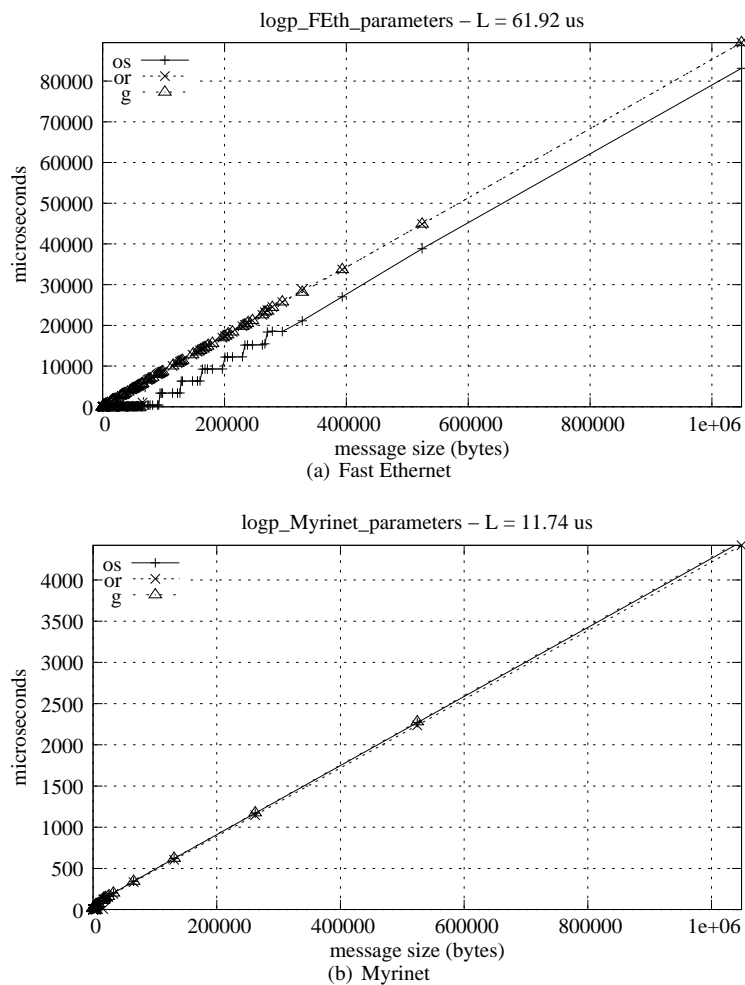 logp_FEth_parameters – L = 61.92 us
os
or
g
80000
70000
60000
50000
40000
30000
20000
10000
0
microseconds
0 200000 400000 600000 800000 1e+06
message size (bytes)
(a) Fast Ethernet
logp_Myrinet_parameters – L = 11.74 us
os
or
g
4000
3500
3000
2500
2000
1500
1000
500
0
microseconds
0 200000 400000 600000 800000 1e+06
message size (bytes)
(b) Myrinet